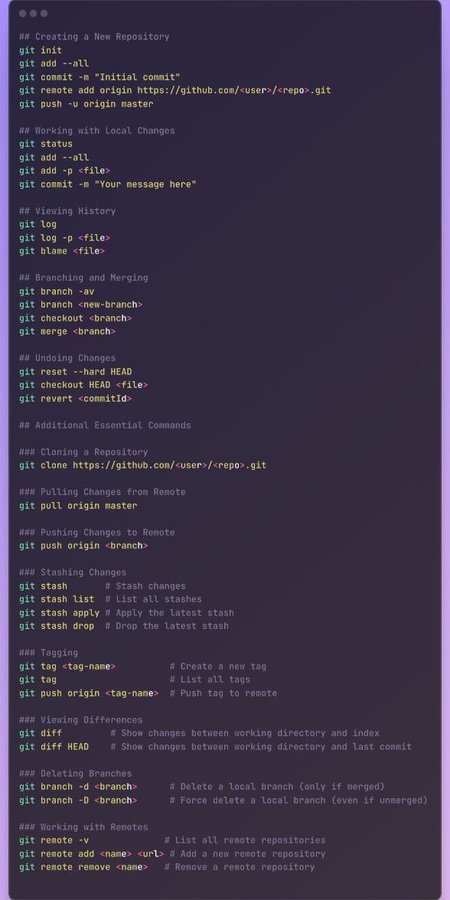 ## Creating a New Repository
git init
git add --all
git commit -m "Initial commit"
git remote add origin https://github.com/<user>/<repo>.git
git push -u origin master

## Working with Local Changes
git status
git add --all
git add -p <file>
git commit -m "Your message here"

## Viewing History
git log
git log -p <file>
git blame <file>

## Branching and Merging
git branch -av
git branch <new-branch>
git checkout <branch>
git merge <branch>

## Undoing Changes
git reset --hard HEAD
git checkout HEAD <file>
git revert <commitId>

## Additional Essential Commands

### Cloning a Repository
git clone https://github.com/<user>/<repo>.git

### Pulling Changes from Remote
git pull origin master

### Pushing Changes to Remote
git push origin <branch>

### Stashing Changes
git stash       # Stash changes
git stash list  # List all stashes
git stash apply # Apply the latest stash
git stash drop  # Drop the latest stash

### Tagging
git tag <tag-name>          # Create a new tag
git tag                     # List all tags
git push origin <tag-name>  # Push tag to remote

### Viewing Differences
git diff         # Show changes between working directory and index
git diff HEAD    # Show changes between working directory and last commit

### Deleting Branches
git branch -d <branch>      # Delete a local branch (only if merged)
git branch -D <branch>      # Force delete a local branch (even if unmerged)

### Working with Remotes
git remote -v              # List all remote repositories
git remote add <name> <url> # Add a new remote repository
git remote remove <name>   # Remove a remote repository